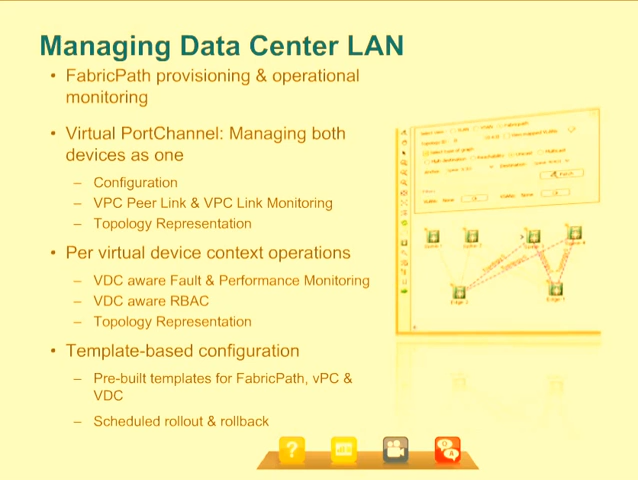 Managing Data Center LAN
• FabricPath provisioning & operational
monitoring
• Virtual PortChannel: Managing both
devices as one
– Configuration
– VPC Peer Link & VPC Link Monitoring
– Topology Representation
• Per virtual device context operations
– VDC aware Fault & Performance Monitoring
– VDC aware RBAC
– Topology Representation
• Template-based configuration
– Pre-built templates for FabricPath, vPC &
VDC
– Scheduled rollout & rollback
?
Q
A